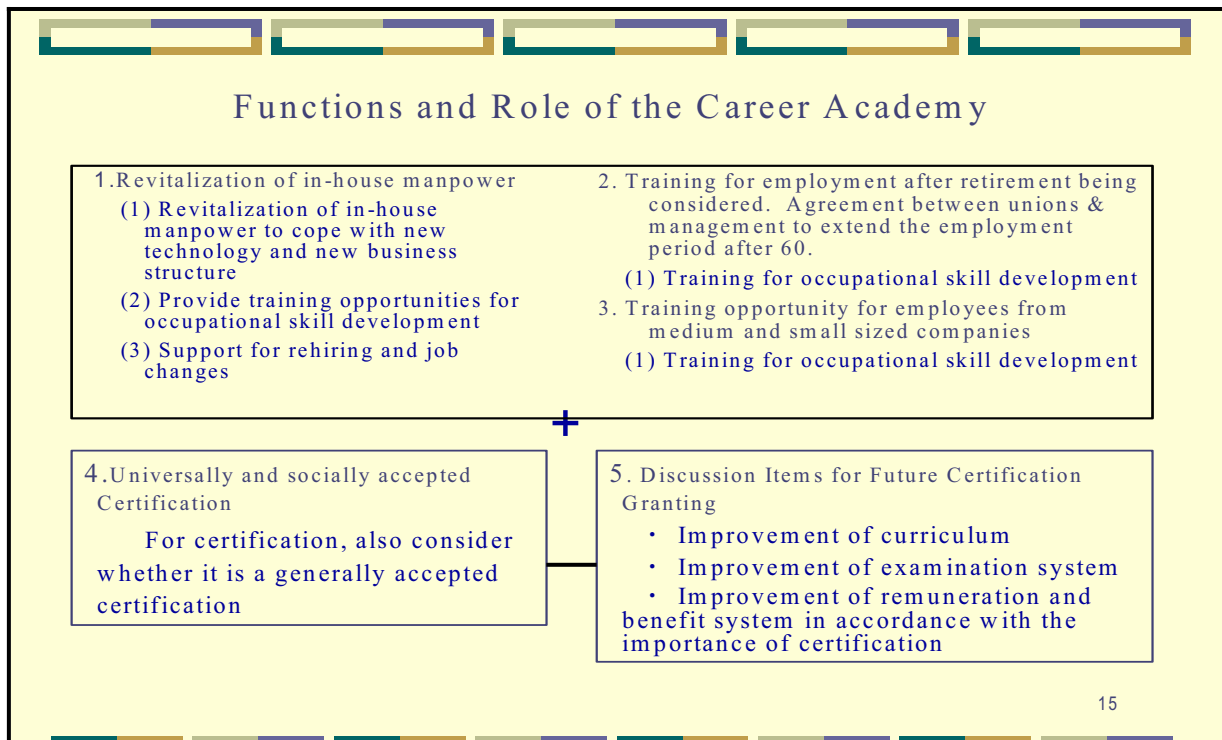 Functions and Role of the Career Academy
1.Revitalization of in-house manpower
(1) Revitalization of in-house
manpower to cope with new
technology and new business
structure
(2) Provide training opportunities for
occupational skill development
(3) Support for rehiring and job
changes
2. Training for employment after retirement being
considered. Agreement between unions &
management to extend the employment
period after 60.
(1) Training for occupational skill development
3. Training opportunity for employees from
medium and small sized companies
(1) Training for occupational skill development
+
4.Universally and socially accepted
Certification
For certification, also consider
whether it is a generally accepted
certification
5. Discussion Items for Future Certification
Granting
・ Improvement of curriculum
・ Improvement of examination system
・ Improvement of remuneration and
benefit system in accordance with the
importance of certification
15